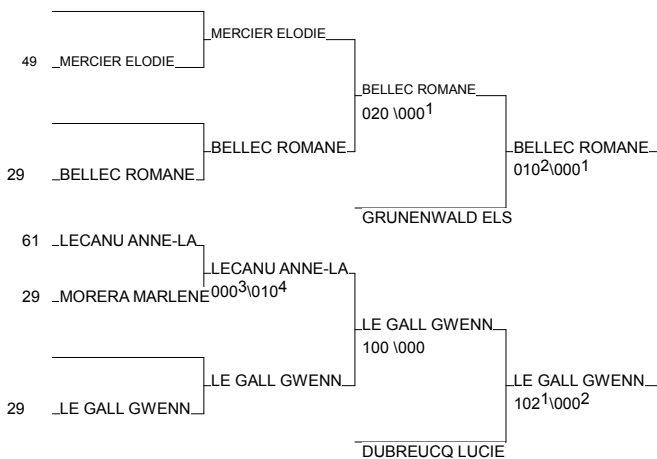 MERCIER ELODIE
49 MERCIER ELODIE
BELLEC ROMANE
020 \0001
BELLEC ROMANE
BELLEC ROMANE
0102\0001
29 BELLEC ROMANE
GRUNENWALD ELS
61 LECANU ANNE-LA
LECANU ANNE-LA
0003\0104
29 MORERA MARLENE
LE GALL GWENN
100 \000
LE GALL GWENN
LE GALL GWENN
1021\0002
29 LE GALL GWENN
DUBREUCQ LUCIE